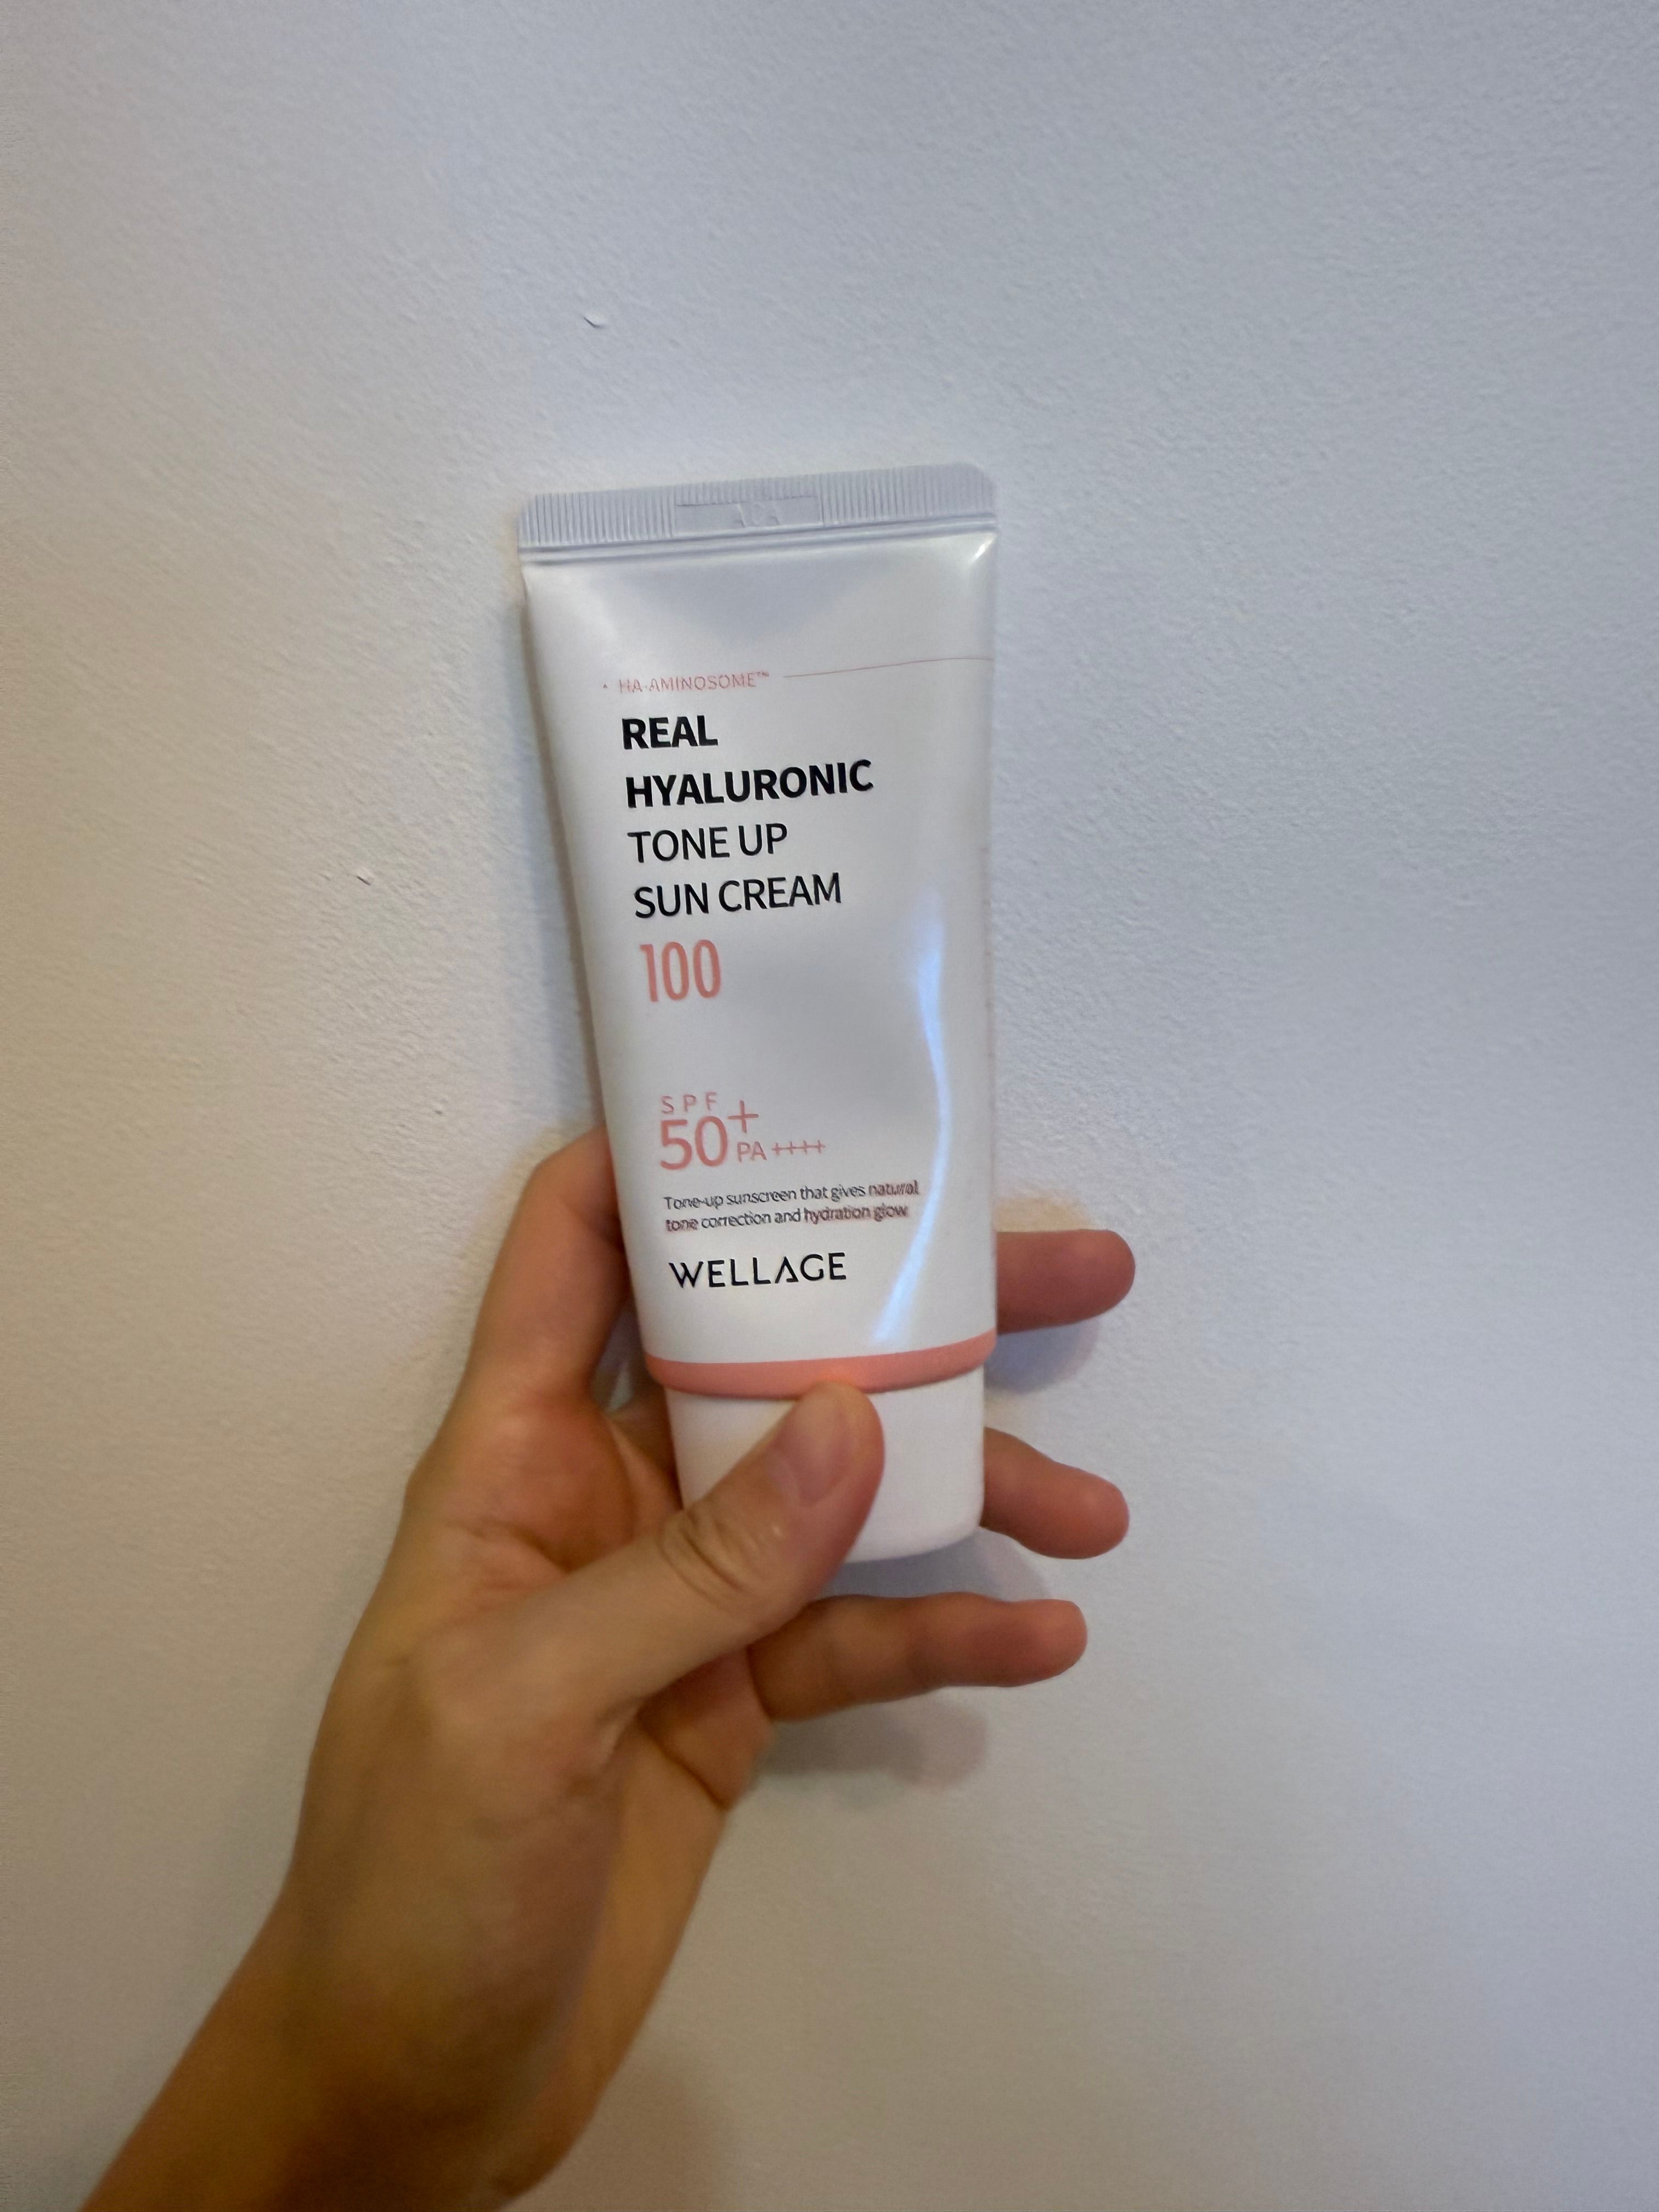 HA-AMINOSOME™
REAL
HYALURONIC
TONE UP
SUN CREAM
100
SPF
50+
PA++++
Tone-up sunscreen that gives natural
tone correction and hydration glow
WELLAGE